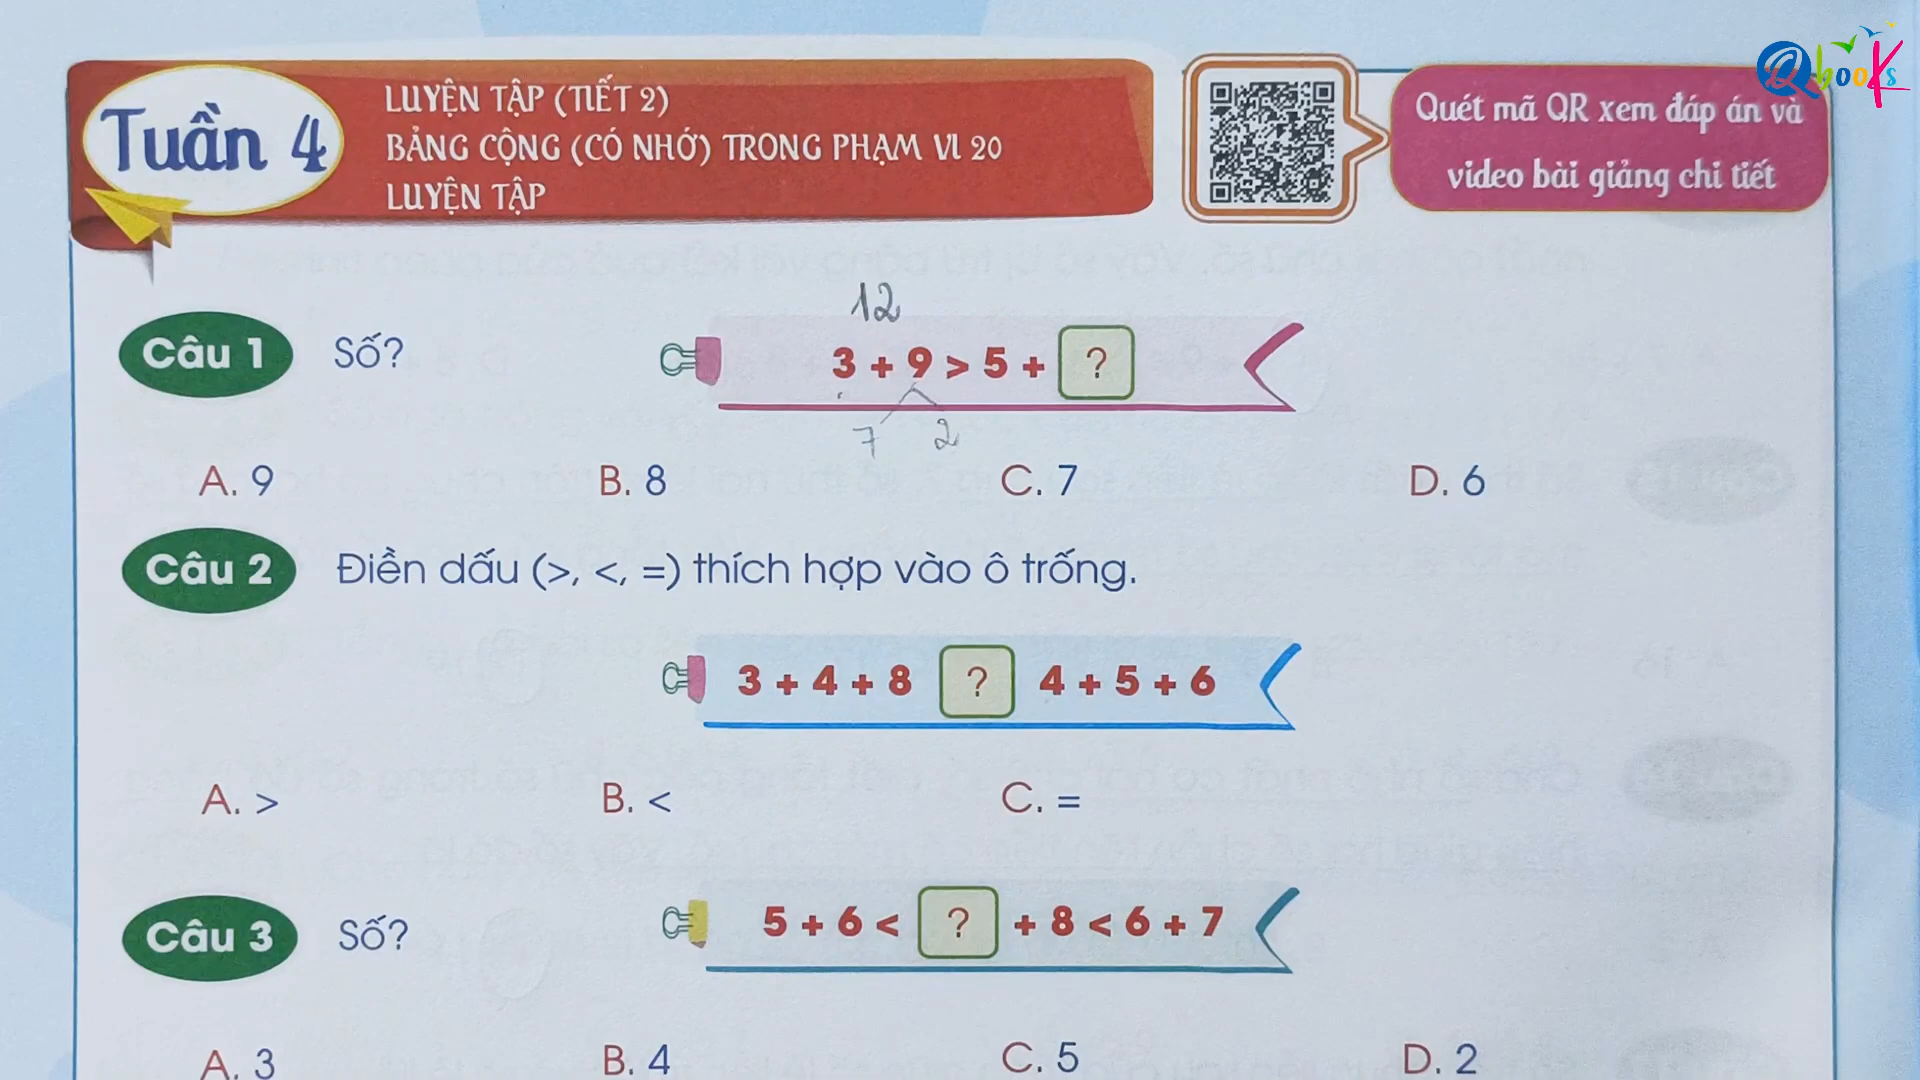 Qbooks
Tuần 4
LUYỆN TẬP (TIẾT 2)
BẢNG CỘNG (CÓ NHỚ) TRONG PHẠM VI 20
LUYỆN TẬP
Quét mã QR xem đáp án và
video bài giảng chi tiết
12
Câu 1 Số? 3 + 9 > 5 + ?
7 2
A. 9 B. 8 C. 7 D. 6
Câu 2 Điền dấu (>, <, =) thích hợp vào ô trống.
3 + 4 + 8 ? 4 + 5 + 6
A. > B. < C. =
Câu 3 Số? 5 + 6 < ? + 8 < 6 + 7
A. 3 B. 4 C. 5 D. 2